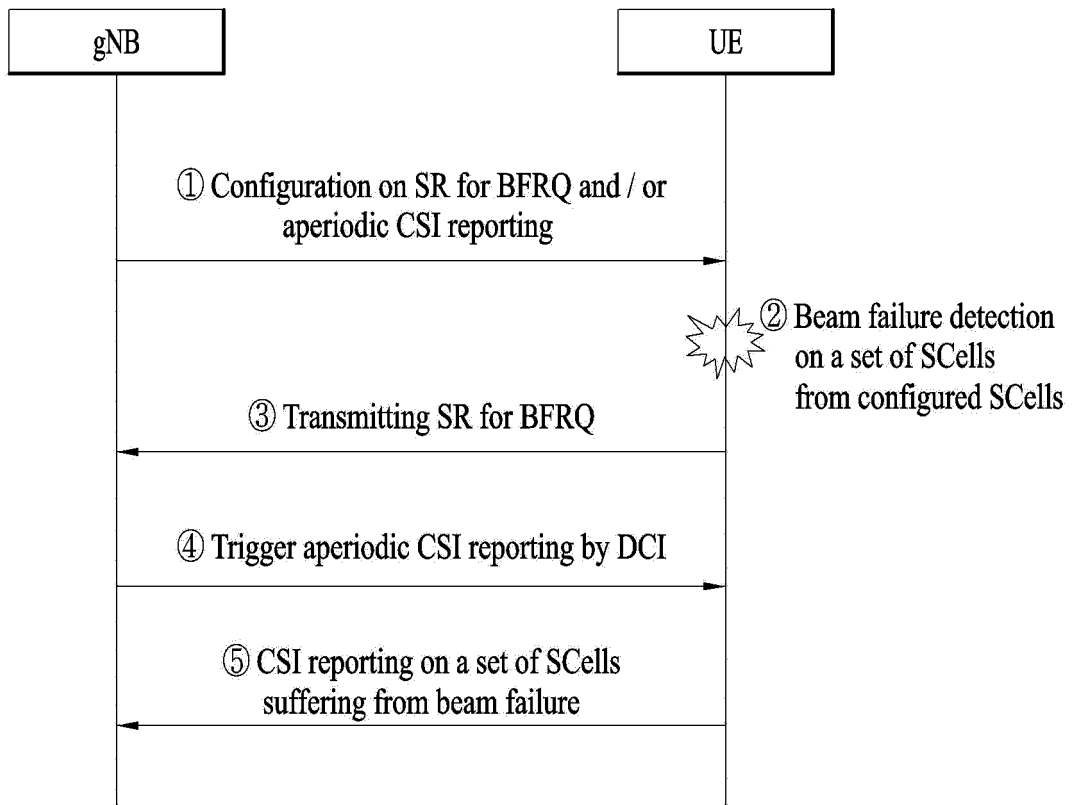 gNB
UE
① Configuration on SR for BFRQ and / or
aperiodic CSI reporting
② Beam failure detection
on a set of SCells
from configured SCells
③ Transmitting SR for BFRQ
④ Trigger aperiodic CSI reporting by DCI
⑤ CSI reporting on a set of SCells
suffering from beam failure